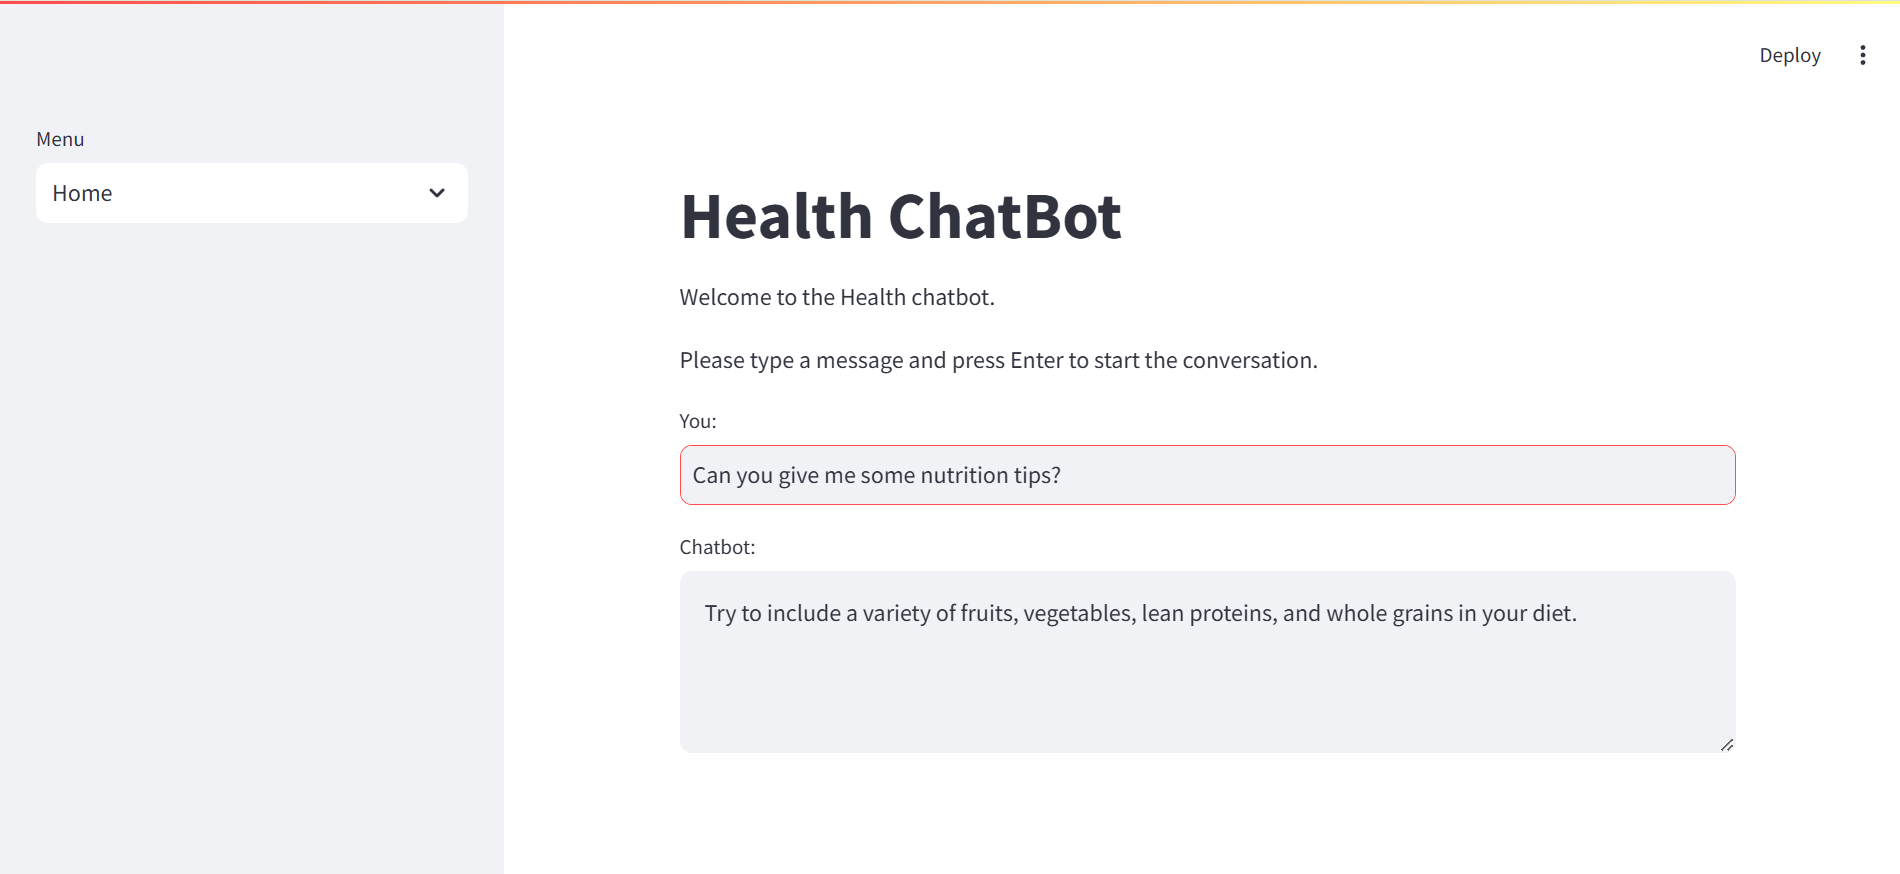 Deploy
Menu
Home
Health ChatBot
Welcome to the Health chatbot.
Please type a message and press Enter to start the conversation.
You:
Can you give me some nutrition tips?
Chatbot:
Try to include a variety of fruits, vegetables, lean proteins, and whole grains in your diet.